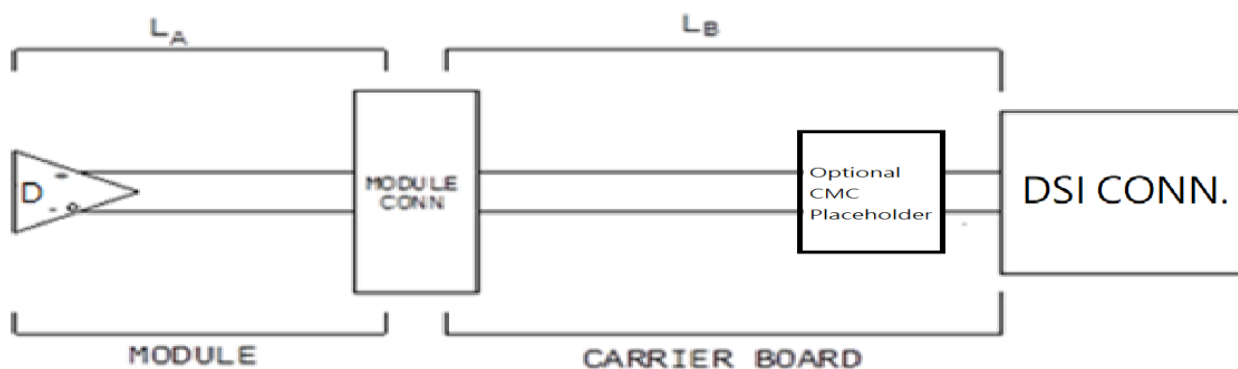 LA
LB
D
MODULE
CONN
Optional
CMC
Placeholder
DSI CONN.
MODULE
CARRIER BOARD